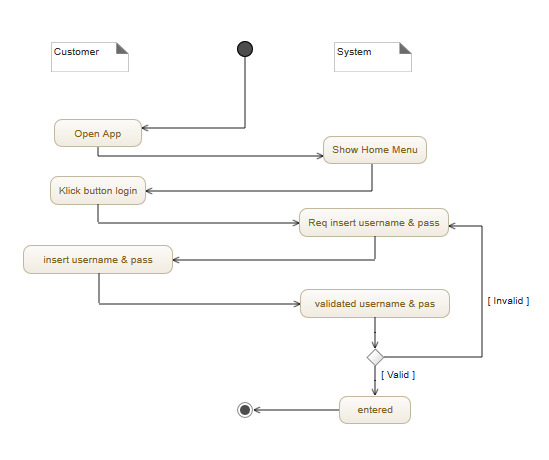 Customer
System
Open App
Show Home Menu
Klick button login
Req insert username & pass
insert username & pass
validated username & pas
[ Invalid ]
[ Valid ]
entered